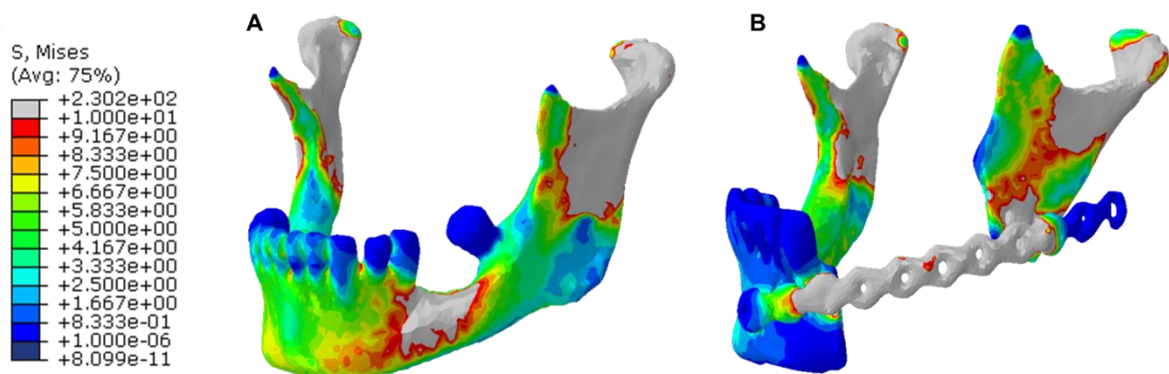 A
B
S, Mises
(Avg: 75%)
+2.302e+02
+1.000e+01
+9.167e+00
+8.333e+00
+7.500e+00
+6.667e+00
+5.833e+00
+5.000e+00
+4.167e+00
+3.333e+00
+2.500e+00
+1.667e+00
+8.333e-01
+1.000e-06
+8.099e-11